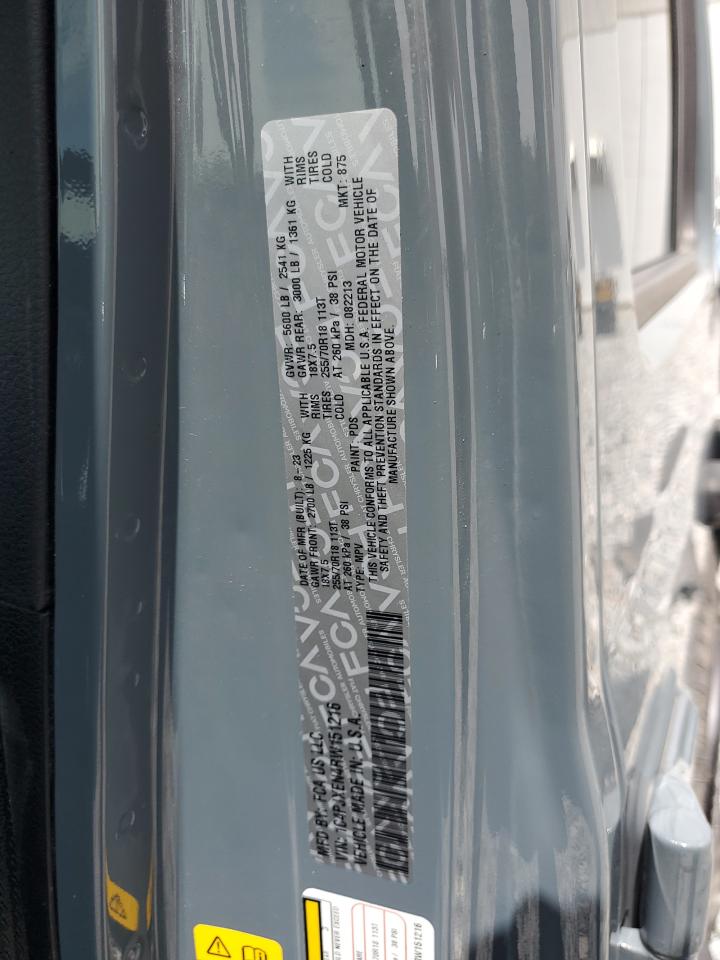 MFD BY: FCA US LLC
DATE OF MFR (BUILT): 8-23
GVWR: 5600 LB / 2541 KG
GAWR FRONT: 2700 LB / 1225 KG WITH
GAWR REAR: 3000 LB / 1361 KG WITH
18X7.5 RIMS
18X7.5 RIMS
255/70R18 113T TIRES
255/70R18 113T TIRES
AT 260 kPa / 38 PSI COLD
AT 260 kPa / 38 PSI COLD
VEHICLE MADE IN: U.S.A.
TYPE: MPV
PAINT: PDS
MDH: 082213
MKT: 875
THIS VEHICLE CONFORMS TO ALL APPLICABLE U.S.A. FEDERAL MOTOR VEHICLE
SAFETY AND THEFT PREVENTION STANDARDS IN EFFECT ON THE DATE OF
MANUFACTURE SHOWN ABOVE.